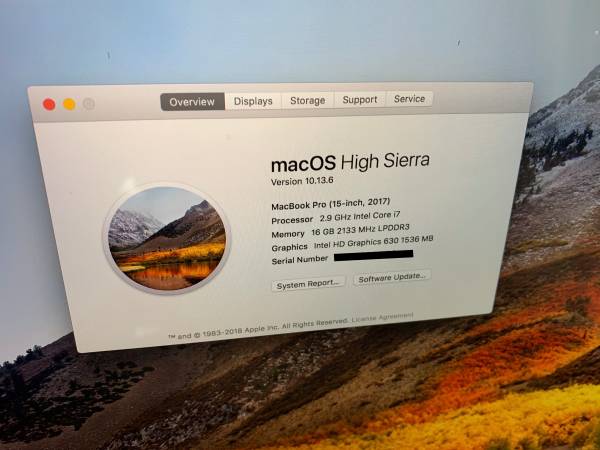 Overview Displays Storage Support Service
macOS High Sierra
Version 10.13.6
MacBook Pro (15-inch, 2017)
Processor 2.9 GHz Intel Core i7
Memory 16 GB 2133 MHz LPDDR3
Graphics Intel HD Graphics 630 1536 MB
Serial Number
System Report... Software Update...
™ and © 1983-2018 Apple Inc. All Rights Reserved. License Agreement